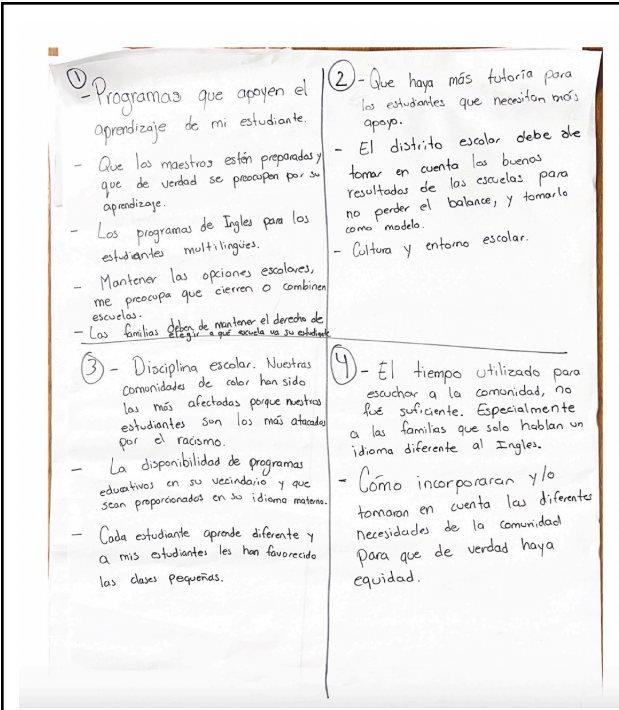 ① - Programas que apoyen el
aprendizaje de mi estudiante.
- Que los maestros estén preparados y
que de verdad se preocupen por su
aprendizaje.
- Los programas de Ingles para los
estudiantes multilingües.
- Mantener las opciones escolares,
me preocupa que cierren o combinen
escuelas.
- Las familias deben de mantener el derecho de
elegir a qué escuela va su estudiante
② - Que haya más tutoría para
los estudiantes que necesitan más
apoyo.
- El distrito escolar debe de
tomar en cuenta los buenos
resultados de las escuelas para
no perder el balance, y tomarlo
como modelo.
- Cultura y entorno escolar.
③ - Disciplina escolar. Nuestras
comunidades de color han sido
las más afectadas porque nuestros
estudiantes son los más atacados
por el racismo.
- La disponibilidad de programas
educativos en su vecindario y que
sean proporcionados en su idioma materno.
- Cada estudiante aprende diferente y
a mis estudiantes les han favorecido
las clases pequeñas.
④ - El tiempo utilizado para
escuchar a la comunidad, no
fue suficiente. Especialmente
a las familias que solo hablan un
idioma diferente al Ingles.
- Cómo incorporaran y/o
tomaron en cuenta las diferentes
necesidades de la comunidad
para que de verdad haya
equidad.